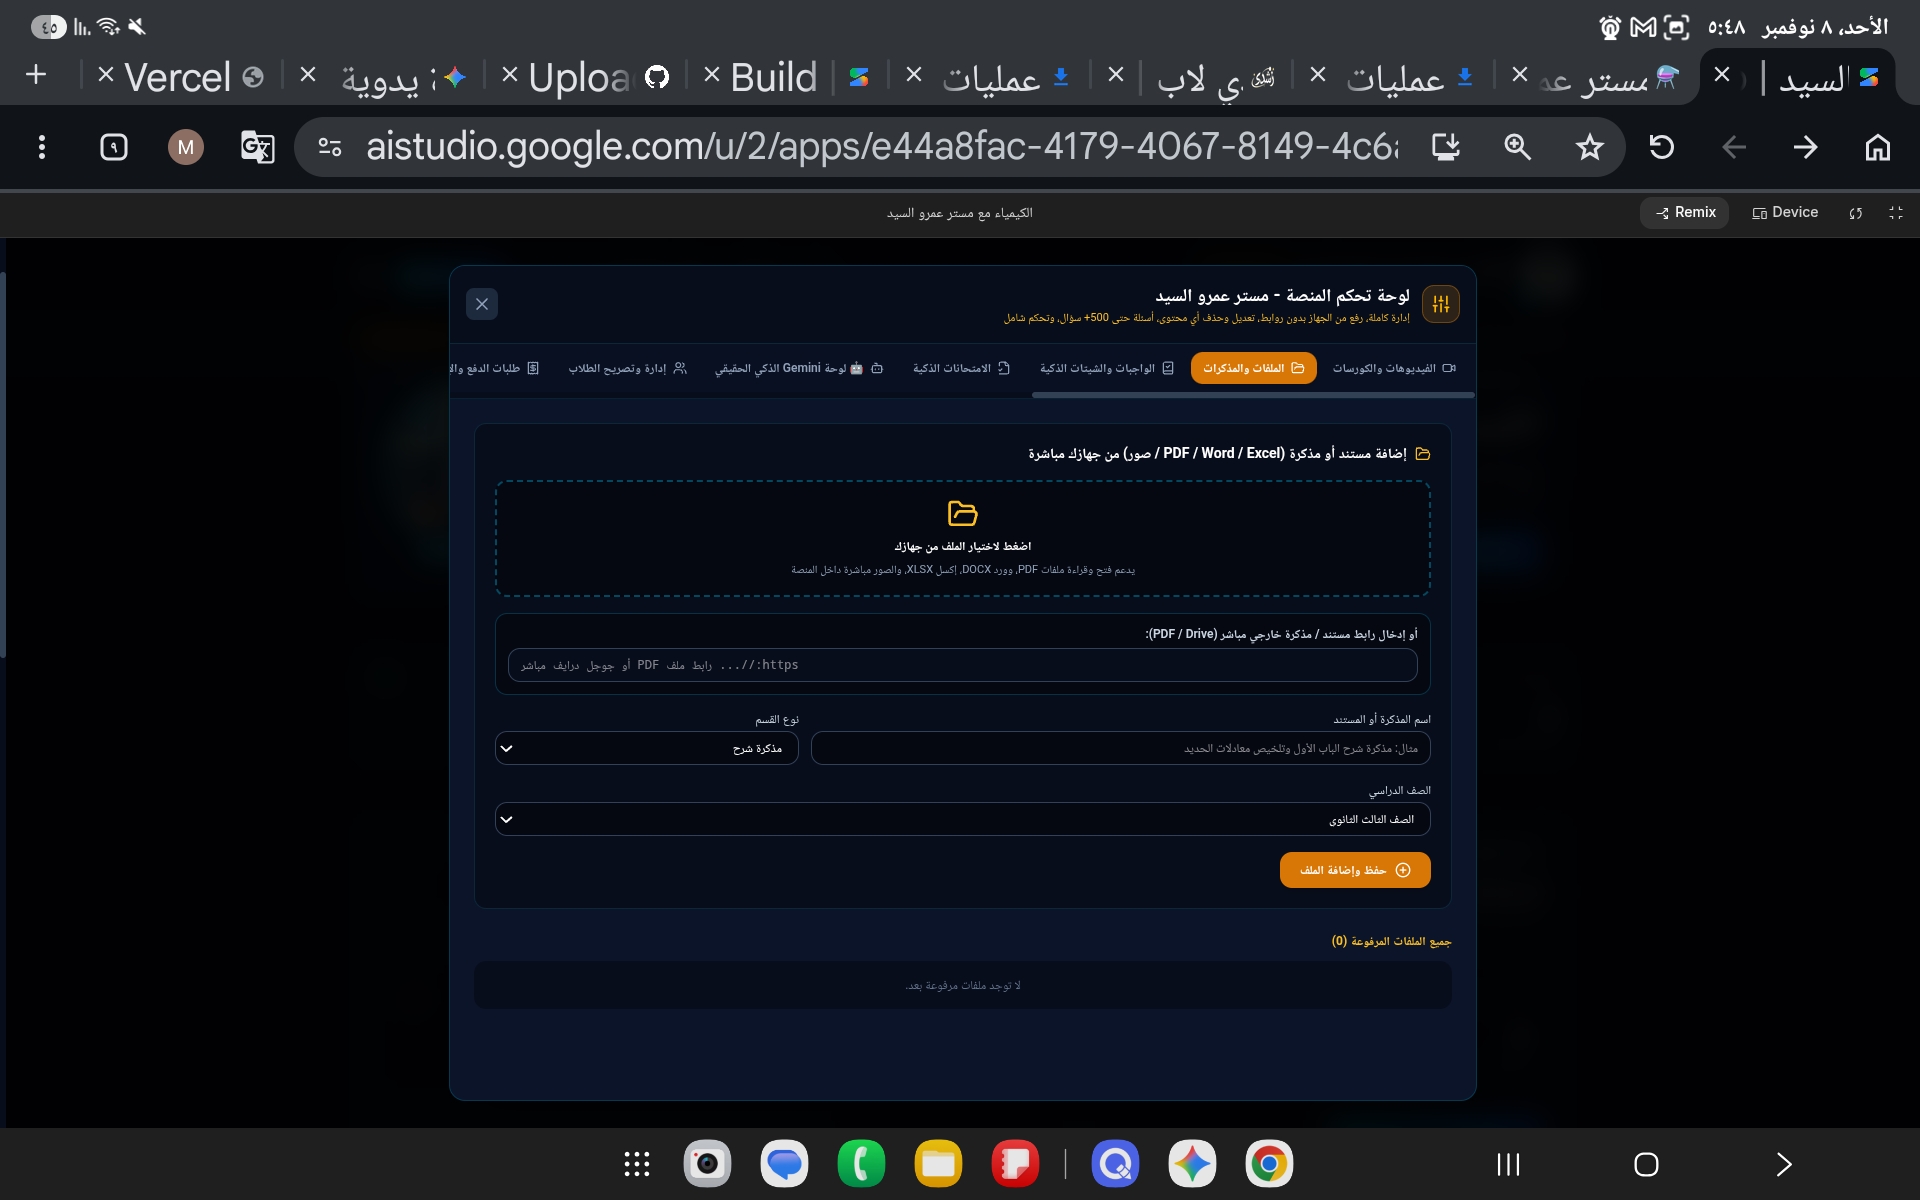 الأحد، ٨ نوفمبر ٥:٤٨
٤٥
السيد
مستر عم
عمليات
ي لاب
عمليات
Build
Uploa
يدوية
Vercel
aistudio.google.com/u/2/apps/e44a8fac-4179-4067-8149-4c6
M
٩
الكيمياء مع مستر عمرو السيد
Remix
Device
لوحة تحكم المنصة - مستر عمرو السيد
إدارة كاملة، رفع من الجهاز بدون روابط، تعديل وحذف أي محتوى، أسئلة حتى 500+ سؤال، وتحكم شامل
الفيديوهات والكورسات
الملفات والمذكرات
الواجبات والشيتات الذكية
الامتحانات الذكية
🤖 لوحة Gemini الذكي الحقيقي
إدارة وتصريح الطلاب
طلبات الدفع والا
إضافة مستند أو مذكرة (PDF / Word / Excel / صور) من جهازك مباشرة
اضغط لاختيار الملف من جهازك
يدعم فتح وقراءة ملفات PDF، وورد DOCX، إكسل XLSX، والصور مباشرة داخل المنصة
أو إدخال رابط مستند / مذكرة خارجي مباشر (PDF / Drive):
https://... رابط ملف PDF أو جوجل درايف مباشر
اسم المذكرة أو المستند
نوع القسم
مثال: مذكرة شرح الباب الأول وتلخيص معادلات الحديد
مذكرة شرح
الصف الدراسي
الصف الثالث الثانوي
حفظ وإضافة الملف
جميع الملفات المرفوعة (0)
لا توجد ملفات مرفوعة بعد.